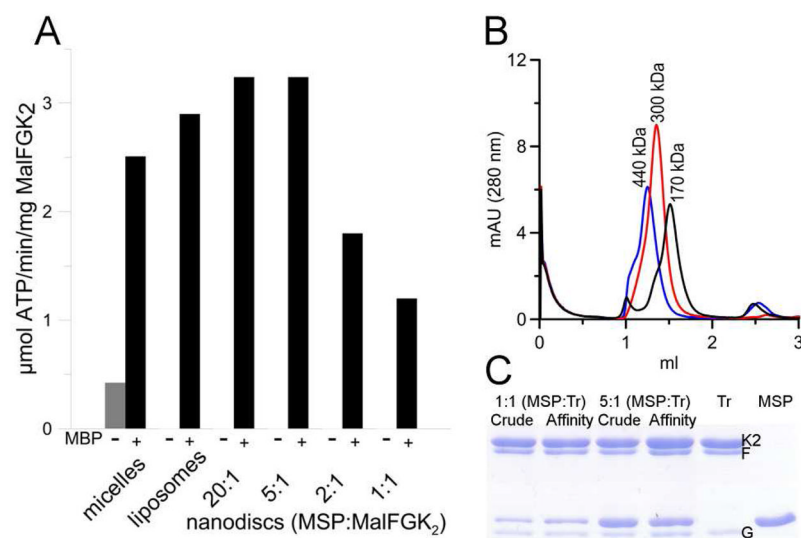 A
μmol ATP/min/mg MalFGK2
3
2
1
0
MBP - + - + - + - + - + - +
micelles
liposomes
20:1
5:1
2:1
1:1
nanodiscs (MSP:MalFGK₂)
B
mAU (280 nm)
12
9
6
4
0
440 kDa
300 kDa
170 kDa
0 1 2 3
ml
C
1:1 (MSP:Tr) 5:1 (MSP:Tr) Tr MSP
Crude Affinity Crude Affinity
K2
F
G